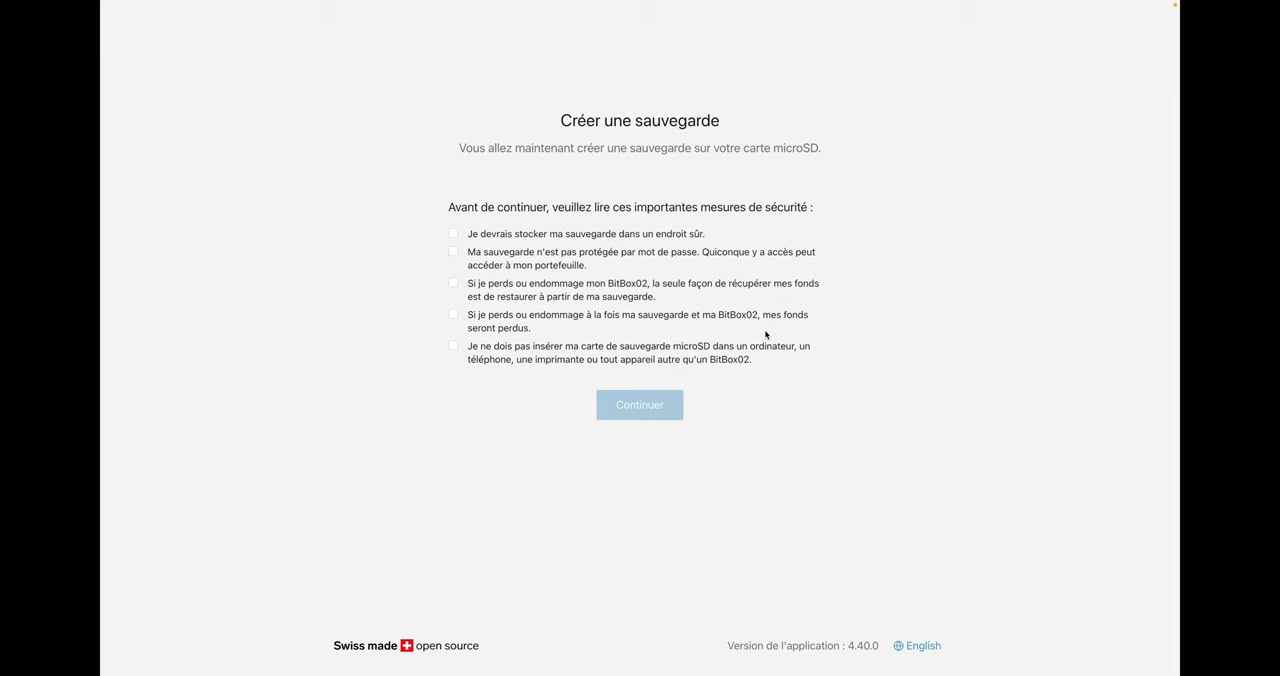 Créer une sauvegarde
Vous allez maintenant créer une sauvegarde sur votre carte microSD.
Avant de continuer, veuillez lire ces importantes mesures de sécurité :
Je devrais stocker ma sauvegarde dans un endroit sûr.
Ma sauvegarde n'est pas protégée par mot de passe. Quiconque y a accès peut
accéder à mon portefeuille.
Si je perds ou endommage mon BitBox02, la seule façon de récupérer mes fonds
est de restaurer à partir de ma sauvegarde.
Si je perds ou endommage à la fois ma sauvegarde et ma BitBox02, mes fonds
seront perdus.
Je ne dois pas insérer ma carte de sauvegarde microSD dans un ordinateur, un
téléphone, une imprimante ou tout appareil autre qu'un BitBox02.
Continuer
Swiss made open source
Version de l'application : 4.40.0 English